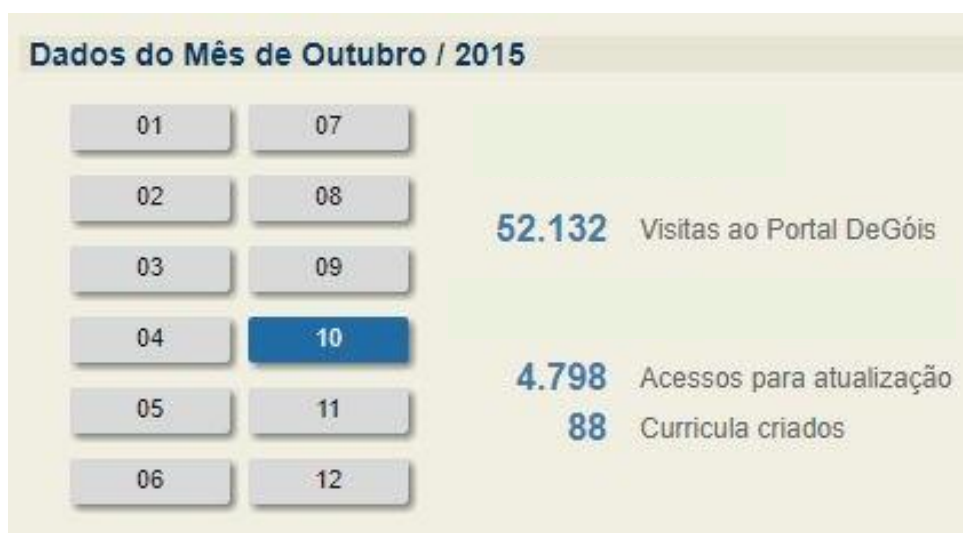 Dados do Mês de Outubro / 2015
01 07
02 08
52.132 Visitas ao Portal DeGóis
03 09
04 10
4.798 Acessos para atualização
05 11
88 Curricula criados
06 12